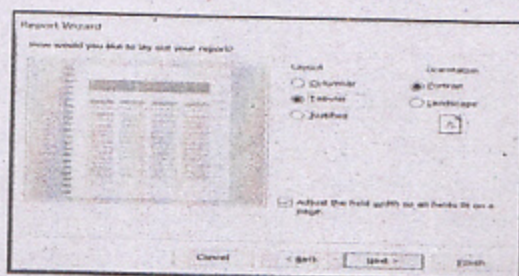 Report Wizard
How would you like to lay out your report?
Layout
Columnar
Tabular
Justified
Orientation
Portrait
Landscape
A
Adjust the field width so all fields fit on a
page.
Cancel
< Back
Next >
Finish